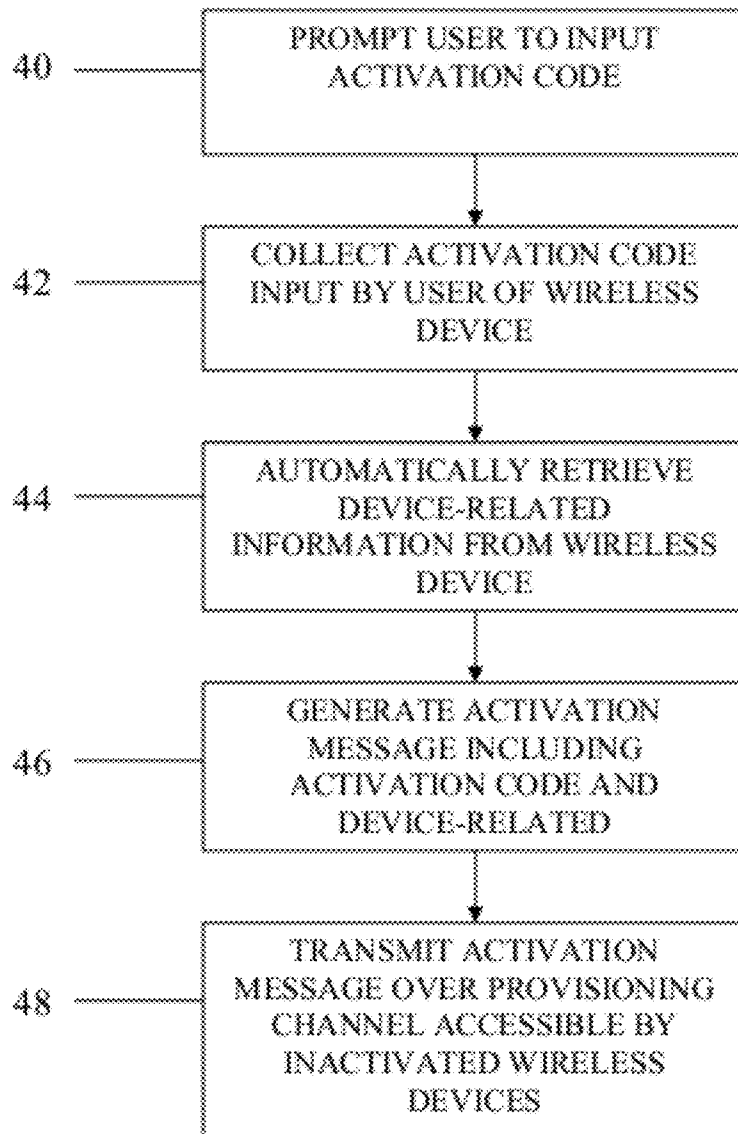 40
PROMPT USER TO INPUT
ACTIVATION CODE
42
COLLECT ACTIVATION CODE
INPUT BY USER OF WIRELESS
DEVICE
44
AUTOMATICALLY RETRIEVE
DEVICE-RELATED
INFORMATION FROM WIRELESS
DEVICE
46
GENERATE ACTIVATION
MESSAGE INCLUDING
ACTIVATION CODE AND
DEVICE-RELATED
48
TRANSMIT ACTIVATION
MESSAGE OVER PROVISIONING
CHANNEL ACCESSIBLE BY
INACTIVATED WIRELESS
DEVICES